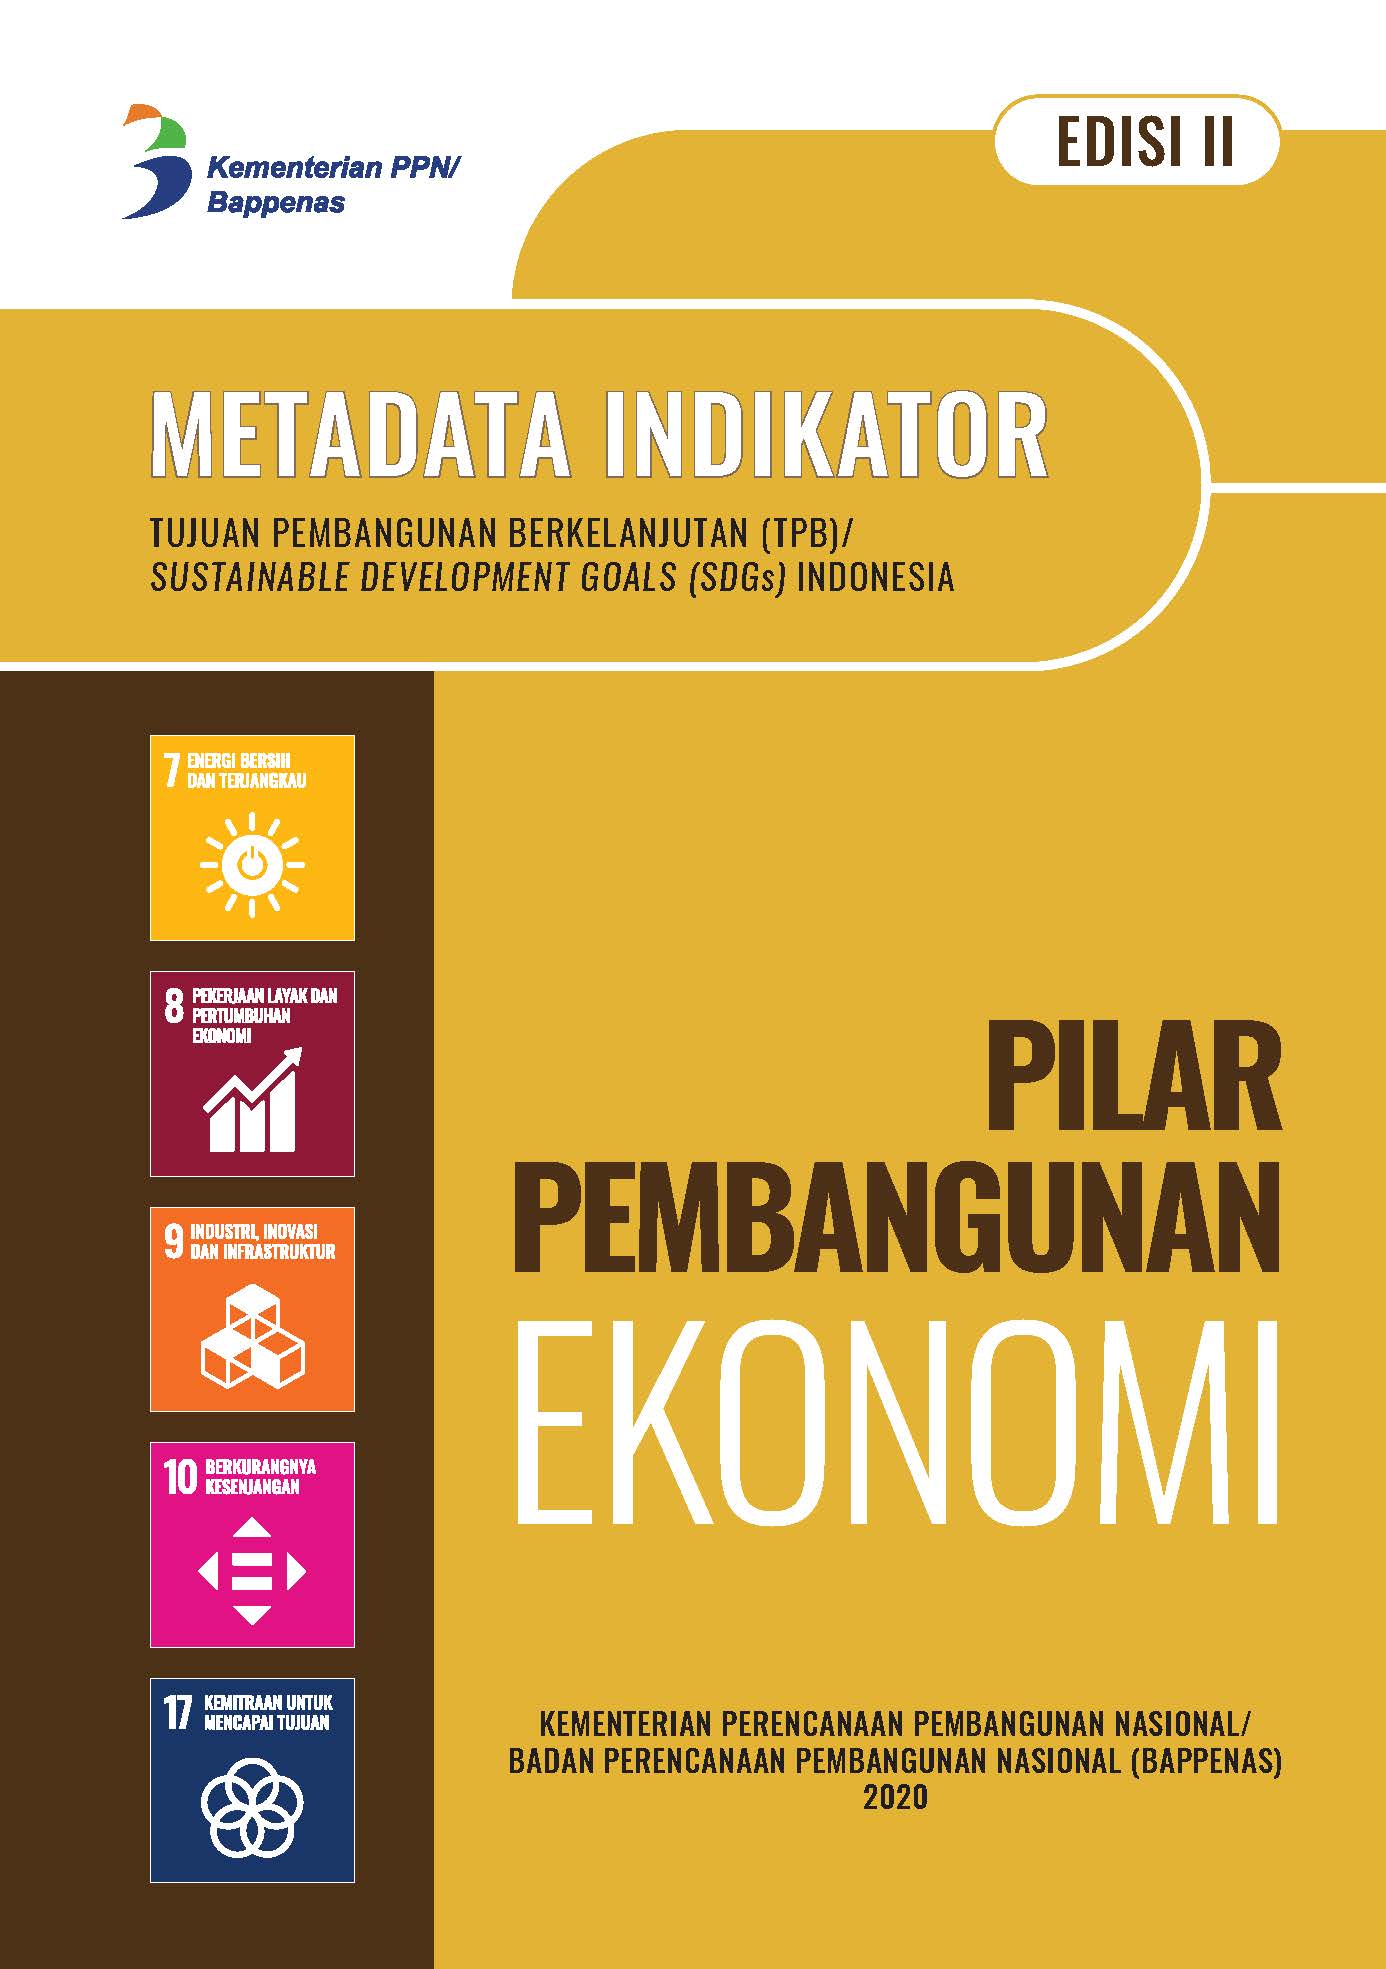 Kementerian PPN/
Bappenas
EDISI II
METADATA INDIKATOR
TUJUAN PEMBANGUNAN BERKELANJUTAN (TPB)/
SUSTAINABLE DEVELOPMENT GOALS (SDGs) INDONESIA
7 ENERGI BERSIH
DAN TERJANGKAU
8 PEKERJAAN LAYAK DAN
PERTUMBUHAN
EKONOMI
9 INDUSTRI, INOVASI
DAN INFRASTRUKTUR
10 BERKURANGNYA
KESENJANGAN
17 KEMITRAAN UNTUK
MENCAPAI TUJUAN
PILAR
PEMBANGUNAN
EKONOMI
KEMENTERIAN PERENCANAAN PEMBANGUNAN NASIONAL/
BADAN PERENCANAAN PEMBANGUNAN NASIONAL (BAPPENAS)
2020